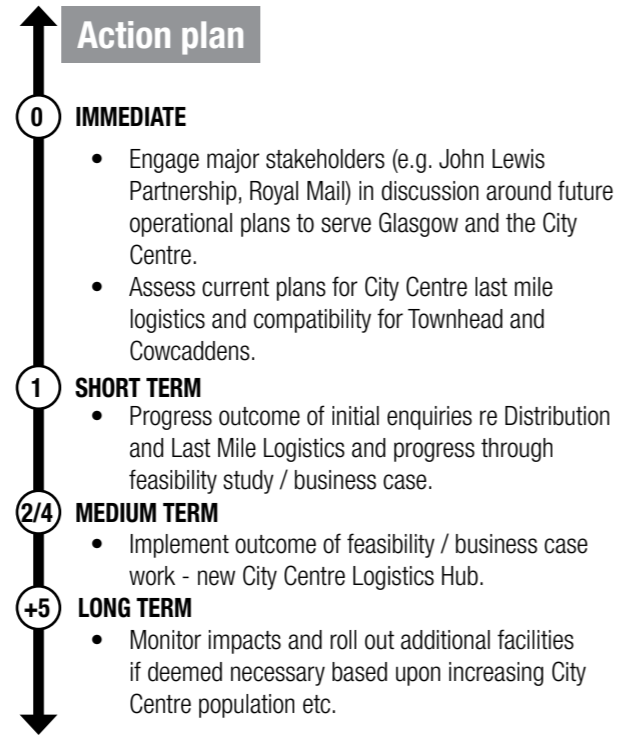 Action plan
0 IMMEDIATE
• Engage major stakeholders (e.g. John Lewis
Partnership, Royal Mail) in discussion around future
operational plans to serve Glasgow and the City
Centre.
• Assess current plans for City Centre last mile
logistics and compatibility for Townhead and
Cowcaddens.
1 SHORT TERM
• Progress outcome of initial enquiries re Distribution
and Last Mile Logistics and progress through
feasibility study / business case.
2/4 MEDIUM TERM
• Implement outcome of feasibility / business case
work - new City Centre Logistics Hub.
+5 LONG TERM
• Monitor impacts and roll out additional facilities
if deemed necessary based upon increasing City
Centre population etc.